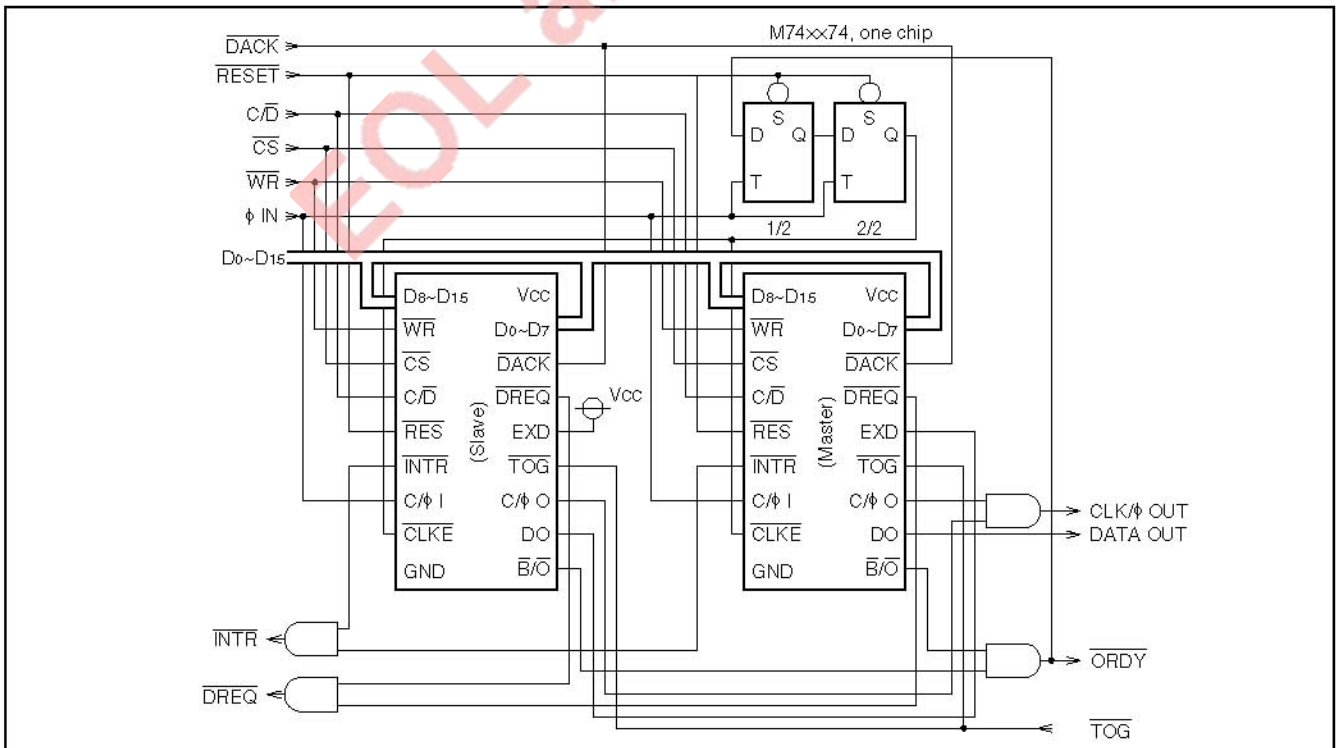 EOL a
M74xx74, one chip
DACK
RESET
C/D
CS
WR
ϕ IN
D0~D15
S
D Q
T
1/2
S
D Q
T
2/2
D8~D15 VCC
WR D0~D7
CS DACK
C/D DREQ
RES EXD
INTR TOG
C/ϕ I C/ϕ O
CLKE DO
GND B/O
(Slave)
VCC
D8~D15 VCC
WR D0~D7
CS DACK
C/D DREQ
RES EXD
INTR TOG
C/ϕ I C/ϕ O
CLKE DO
GND B/O
(Master)
CLK/ϕ OUT
DATA OUT
INTR
ORDY
DREQ
TOG